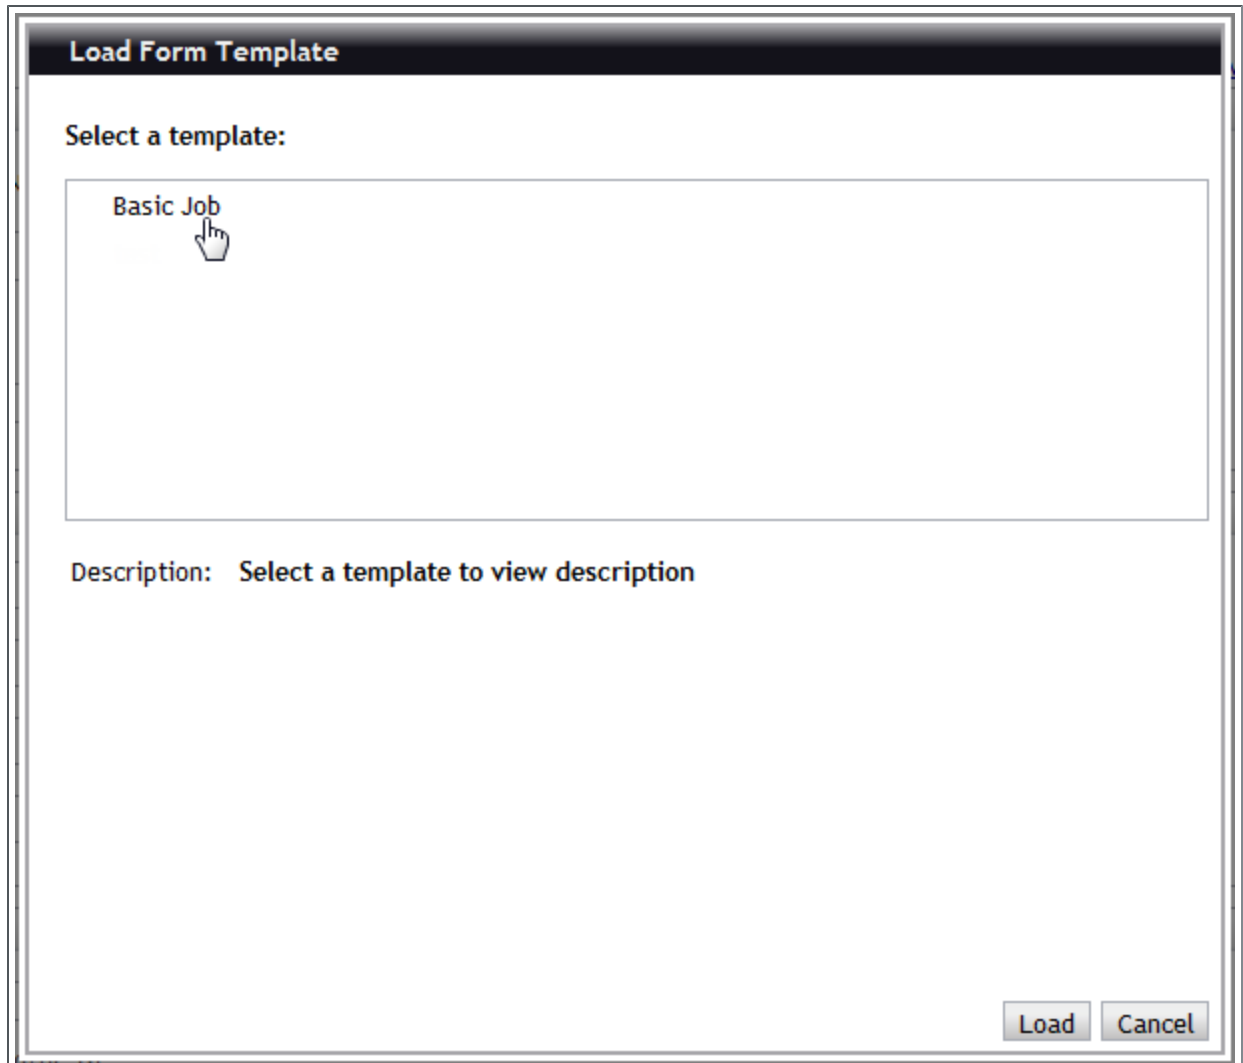 Load Form Template
Select a template:
Basic Job
Description: Select a template to view description
Load Cancel